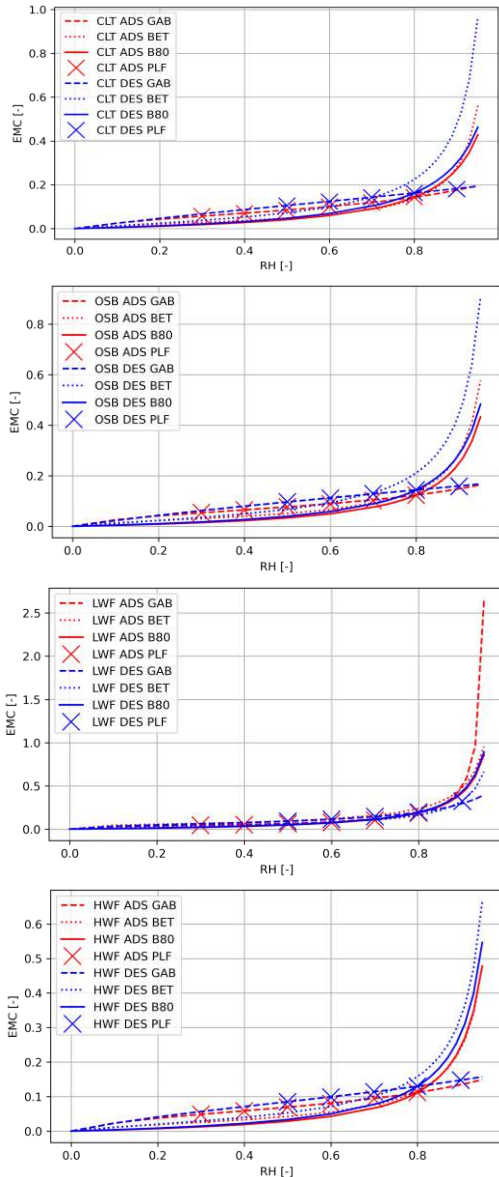 1.0
CLT ADS GAB
CLT ADS BET
CLT ADS B80
0.8
CLT ADS PLF
CLT DES GAB
CLT DES BET
0.6
CLT DES B80
CLT DES PLF
EMC [-]
0.4
0.2
0.0
0.0 0.2 0.4 0.6 0.8
RH [-]
OSB ADS GAB
OSB ADS BET
0.8
OSB ADS B80
OSB ADS PLF
OSB DES GAB
0.6
OSB DES BET
OSB DES B80
OSB DES PLF
EMC [-]
0.4
0.2
0.0
0.0 0.2 0.4 0.6 0.8
RH [-]
LWF ADS GAB
2.5
LWF ADS BET
LWF ADS B80
LWF ADS PLF
2.0
LWF DES GAB
LWF DES BET
LWF DES B80
1.5
LWF DES PLF
EMC [-]
1.0
0.5
0.0
0.0 0.2 0.4 0.6 0.8
RH [-]
HWF ADS GAB
HWF ADS BET
0.6
HWF ADS B80
HWF ADS PLF
0.5
HWF DES GAB
HWF DES BET
HWF DES B80
0.4
HWF DES PLF
EMC [-]
0.3
0.2
0.1
0.0
0.0 0.2 0.4 0.6 0.8
RH [-]